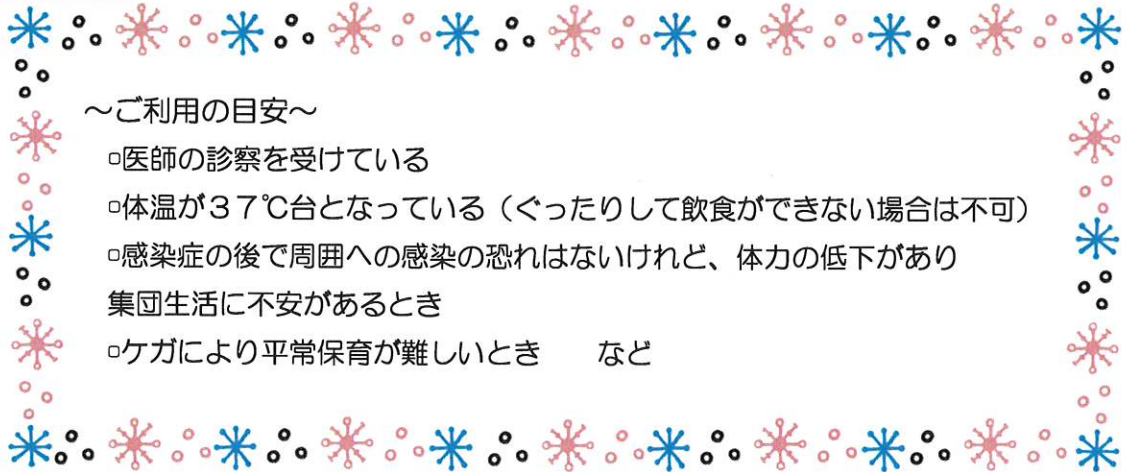 ～ご利用の目安～
▫医師の診察を受けている
▫体温が３７℃台となっている（ぐったりして飲食ができない場合は不可）
▫感染症の後で周囲への感染の恐れはないけれど、体力の低下があり
集団生活に不安があるとき
▫ケガにより平常保育が難しいとき　　など